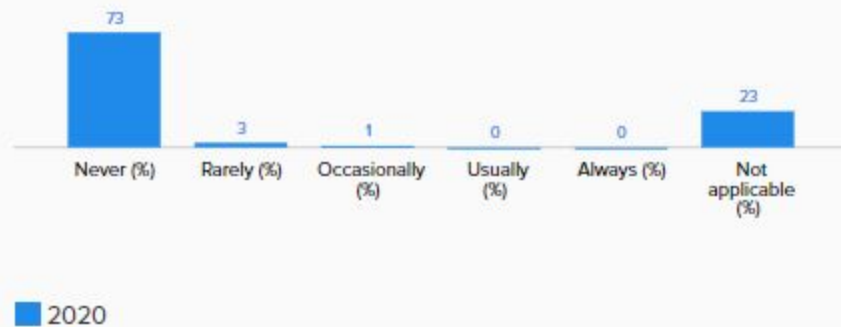 73
3
1
0
0
23
Never (%)
Rarely (%)
Occasionally
(%)
Usually
(%)
Always (%)
Not
applicable
(%)
2020